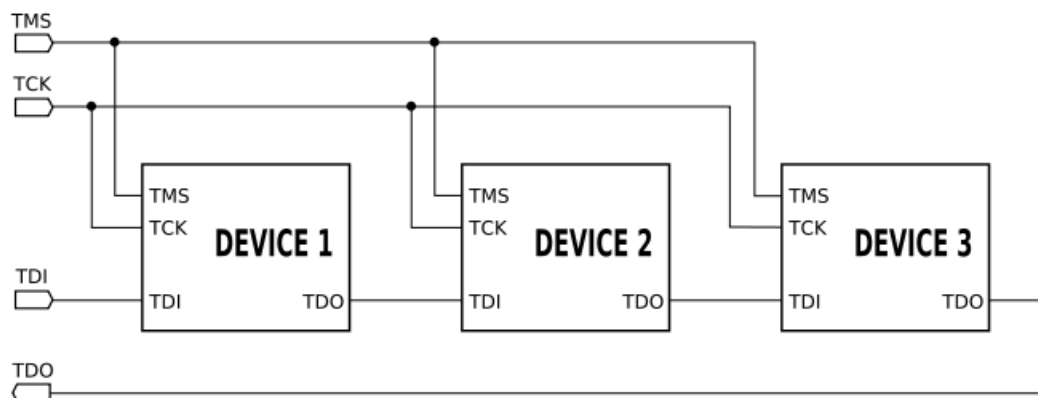 TMS
TCK
TMS
TCK
DEVICE 1
TDI
TDO
TMS
TCK
DEVICE 2
TDI
TDO
TMS
TCK
DEVICE 3
TDI
TDO
TDI
TDO